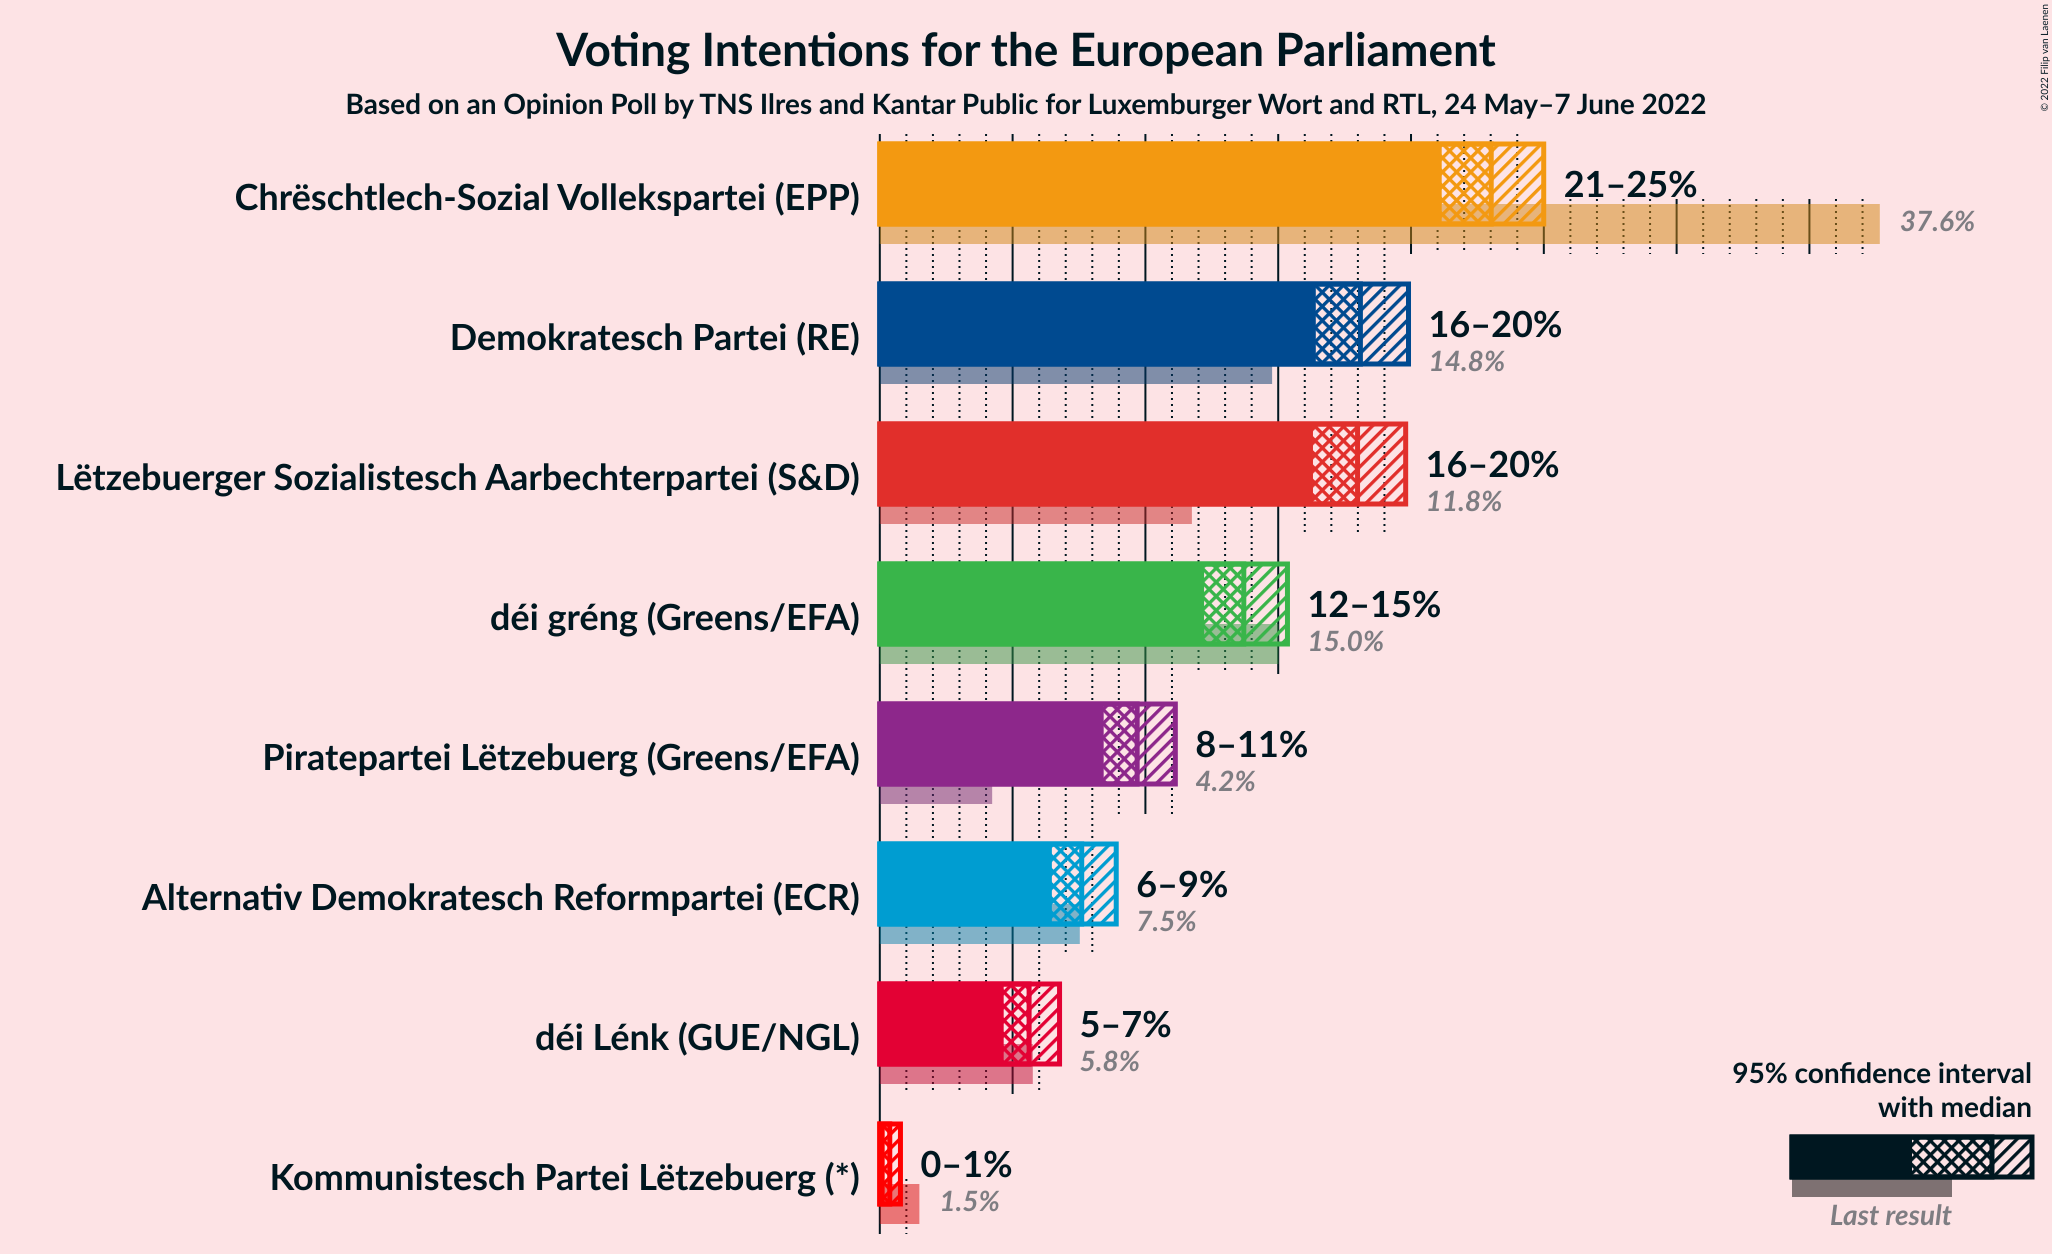 Voting Intentions for the European Parliament
Based on an Opinion Poll by TNS Ilres and Kantar Public for Luxemburger Wort and RTL, 24 May–7 June 2022
© 2022 Filip van Laenen
Chrëschtlech-Sozial Vollekspartei (EPP)
21–25%
37.6%
Demokratesch Partei (RE)
16–20%
14.8%
Lëtzebuerger Sozialistesch Aarbechterpartei (S&D)
16–20%
11.8%
déi gréng (Greens/EFA)
12–15%
15.0%
Piratepartei Lëtzebuerg (Greens/EFA)
8–11%
4.2%
Alternativ Demokratesch Reformpartei (ECR)
6–9%
7.5%
déi Lénk (GUE/NGL)
5–7%
5.8%
Kommunistesch Partei Lëtzebuerg (*)
0–1%
1.5%
95% confidence interval
with median
Last result